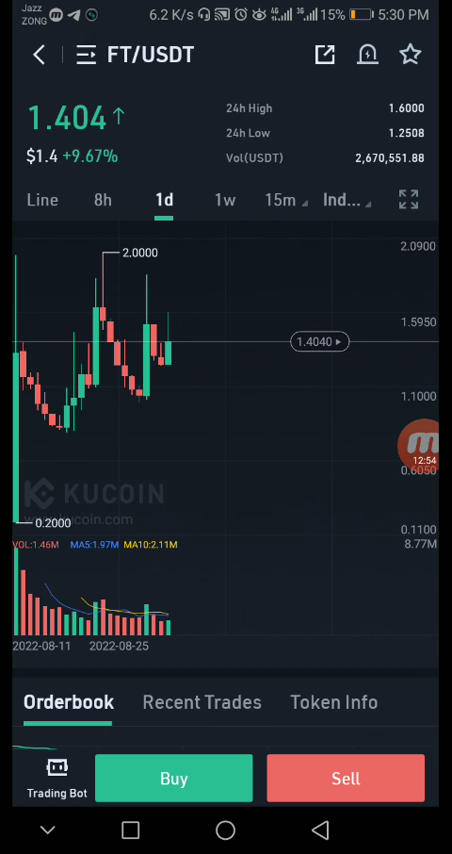 Jazz
ZONG
6.2 K/s 4G 3G 15% 5:30 PM
FT/USDT
1.404↑
$1.4 +9.67%
24h High 1.6000
24h Low 1.2508
Vol(USDT) 2,670,551.88
Line 8h 1d 1w 15m Ind...
2.0900
2.0000
1.5950
1.4040
1.1000
12:54
0.6050
KUCOIN
0.2000
kucoin.com
0.1100
VOL:1.46M MA5:1.97M MA10:2.11M 8.77M
2022-08-11 2022-08-25
Orderbook Recent Trades Token Info
Trading Bot
Buy
Sell